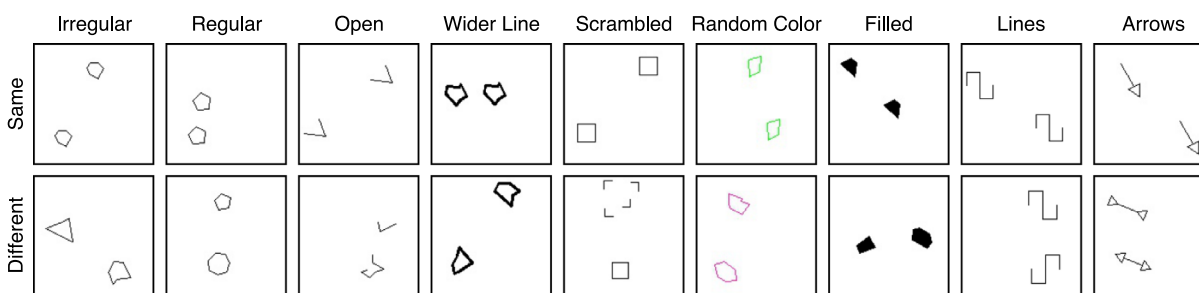 Irregular Regular Open Wider Line Scrambled Random Color Filled Lines Arrows
Same
Different